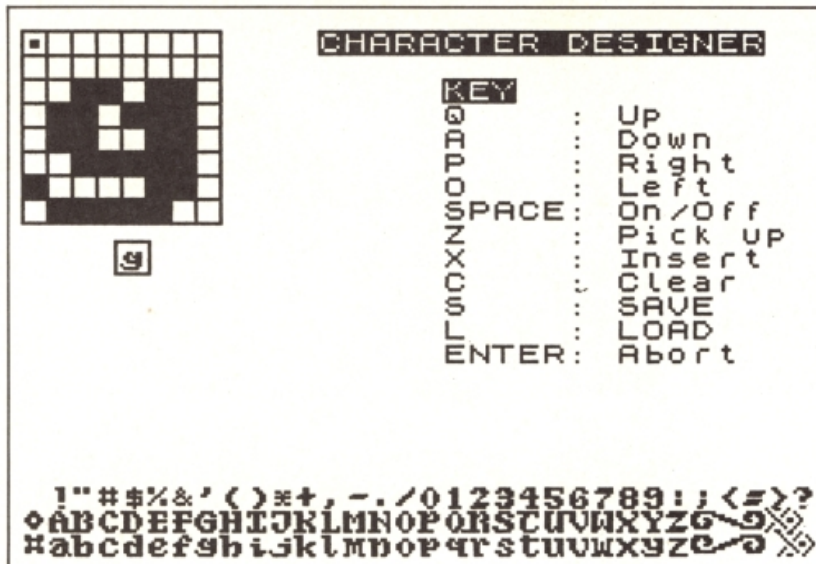 CHARACTER DESIGNER
KEY
Q : Up
A : Down
P : Right
O : Left
SPACE: On/Off
Z : Pick up
X : Insert
C : Clear
S : SAVE
L : LOAD
ENTER: Abort
g
!"#$%&'()*+,-./0123456789:;<=>?
ABCDEFGHIJKLMNOPQRSTUVWXYZ
abcdefghijklmnopqrstuvwxyz